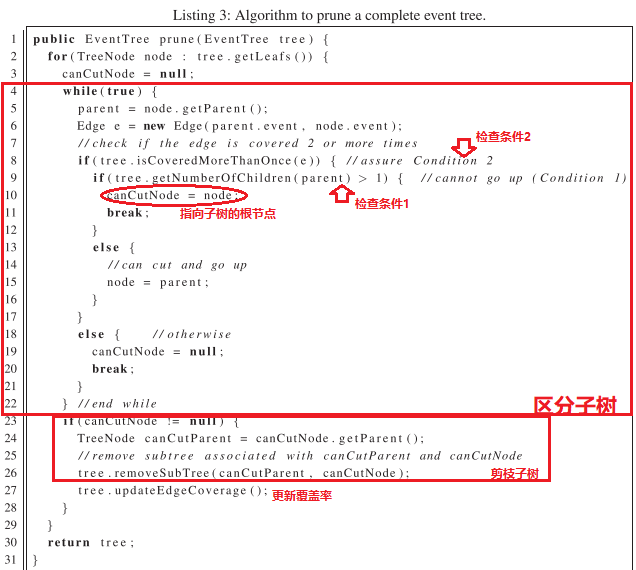 Listing 3: Algorithm to prune a complete event tree.
1 public EventTree prune(EventTree tree) {
2 for(TreeNode node : tree.getLeafs()) {
3 canCutNode = null;
4 while(true) {
5 parent = node.getParent();
6 Edge e = new Edge(parent.event, node.event);
7 //check if the edge is covered 2 or more times
检查条件2
8 if(tree.isCoveredMoreThanOnce(e)) { //assure Condition 2
9 if(tree.getNumberOfChildren(parent) > 1) { //cannot go up (Condition 1)
10 canCutNode = node;
检查条件1
11 break;
指向子树的根节点
12 }
13 else {
14 //can cut and go up
15 node = parent;
16 }
17 }
18 else { //otherwise
19 canCutNode = null;
20 break;
21 }
22 } //end while
区分子树
23 if(canCutNode != null) {
24 TreeNode canCutParent = canCutNode.getParent();
25 //remove subtree associated with canCutParent and canCutNode
26 tree.removeSubTree(canCutParent, canCutNode);
剪枝子树
27 tree.updateEdgeCoverage();
更新覆盖率
28 }
29 }
30 return tree;
31 }